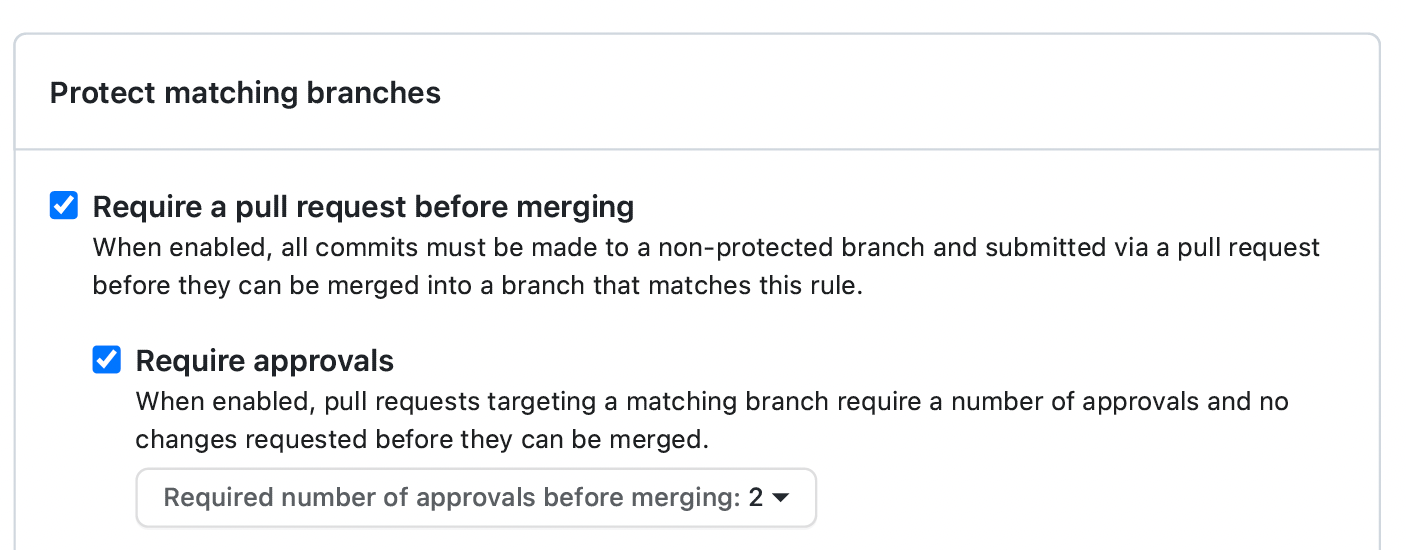 Protect matching branches
Require a pull request before merging
When enabled, all commits must be made to a non-protected branch and submitted via a pull request
before they can be merged into a branch that matches this rule.
Require approvals
When enabled, pull requests targeting a matching branch require a number of approvals and no
changes requested before they can be merged.
Required number of approvals before merging: 2